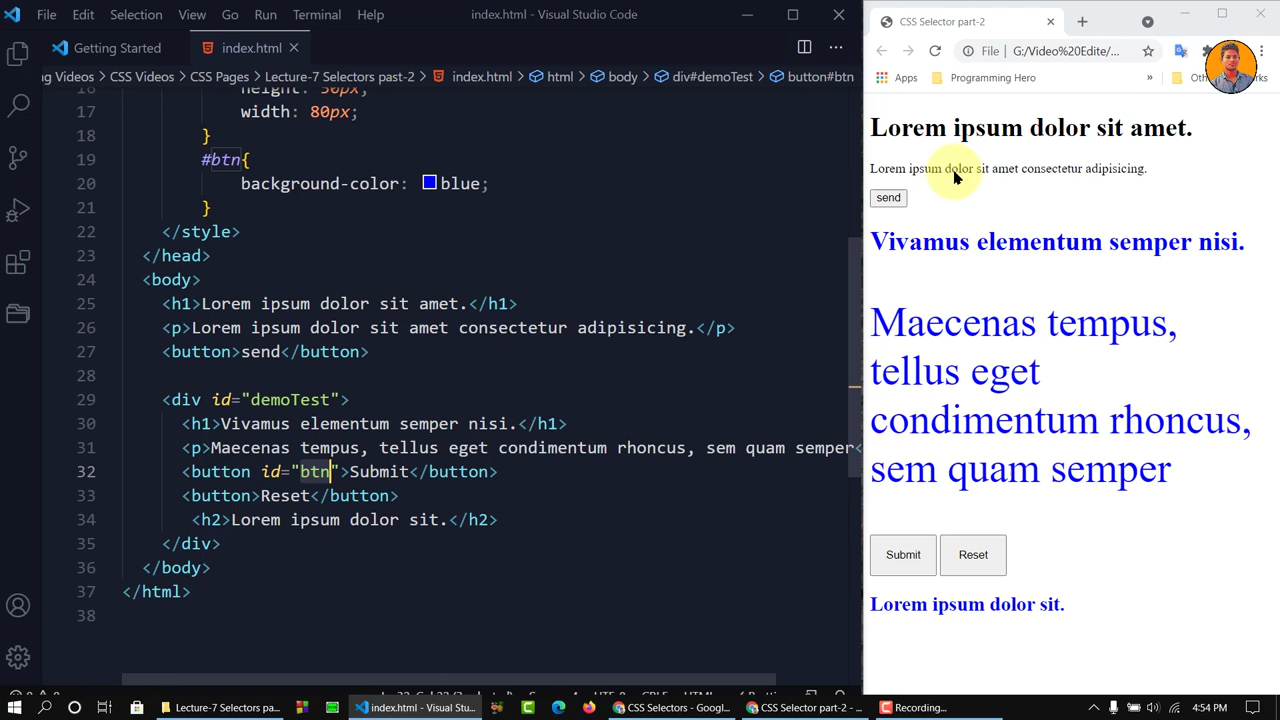 File Edit Selection View Go Run Terminal Help
index.html - Visual Studio Code
Getting Started
index.html
ng Videos > CSS Videos > CSS Pages > Lecture-7 Selectors past-2 > index.html > html > body > div#demoTest > button#btn
16 height: 50px;
17 width: 80px;
18 }
19 #btn{
20 background-color: blue;
21 }
22 </style>
23 </head>
24 <body>
25 <h1>Lorem ipsum dolor sit amet.</h1>
26 <p>Lorem ipsum dolor sit amet consectetur adipisicing.</p>
27 <button>send</button>
28
29 <div id="demoTest">
30 <h1>Vivamus elementum semper nisi.</h1>
31 <p>Maecenas tempus, tellus eget condimentum rhoncus, sem quam semper<
32 <button id="btn">Submit</button>
33 <button>Reset</button>
34 <h2>Lorem ipsum dolor sit.</h2>
35 </div>
36 </body>
37 </html>
38
CSS Selector part-2
File | G:/Video%20Edite/...
Apps
Programming Hero
»
Lorem ipsum dolor sit amet.
Lorem ipsum dolor sit amet consectetur adipisicing.
send
Vivamus elementum semper nisi.
Maecenas tempus,
tellus eget
condimentum rhoncus,
sem quam semper
Submit Reset
Lorem ipsum dolor sit.
Lecture-7 Selectors pa...
index.html - Visual Stu...
CSS Selectors - Googl...
CSS Selector part-2 - ...
Recording...
4:54 PM